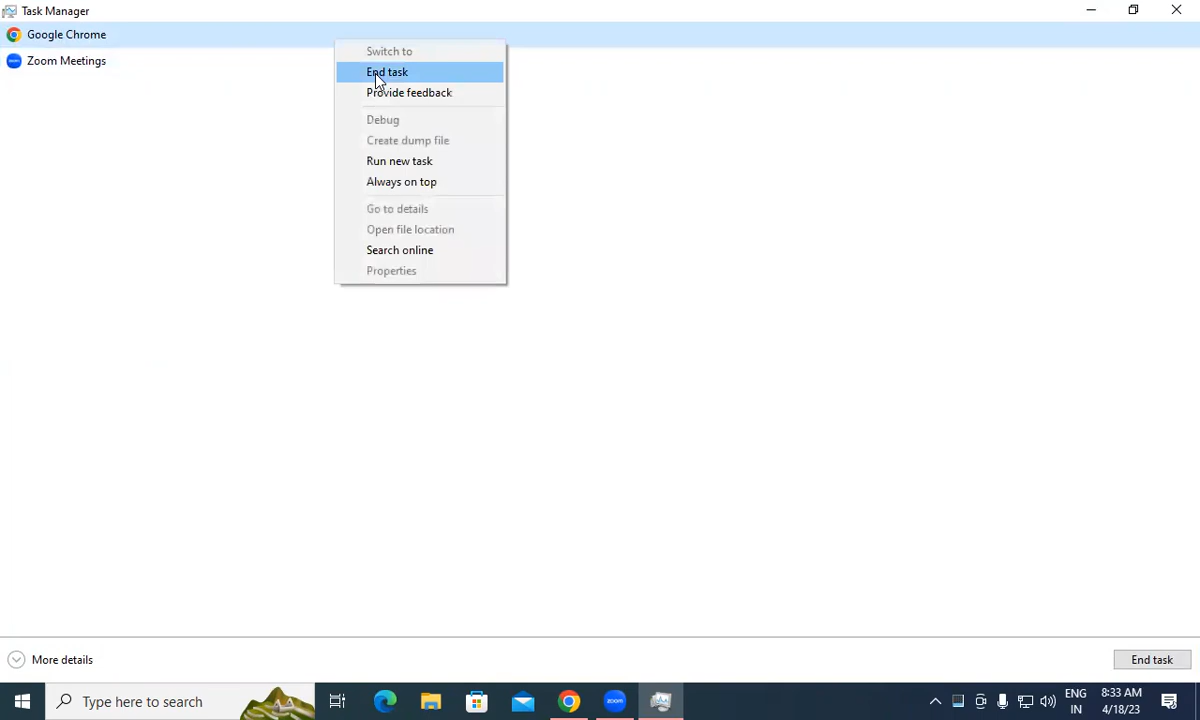 Task Manager
Google Chrome
Zoom Meetings
Switch to
End task
Provide feedback
Debug
Create dump file
Run new task
Always on top
Go to details
Open file location
Search online
Properties
More details
End task
Type here to search
zoom
ENG
IN
8:33 AM
4/18/23